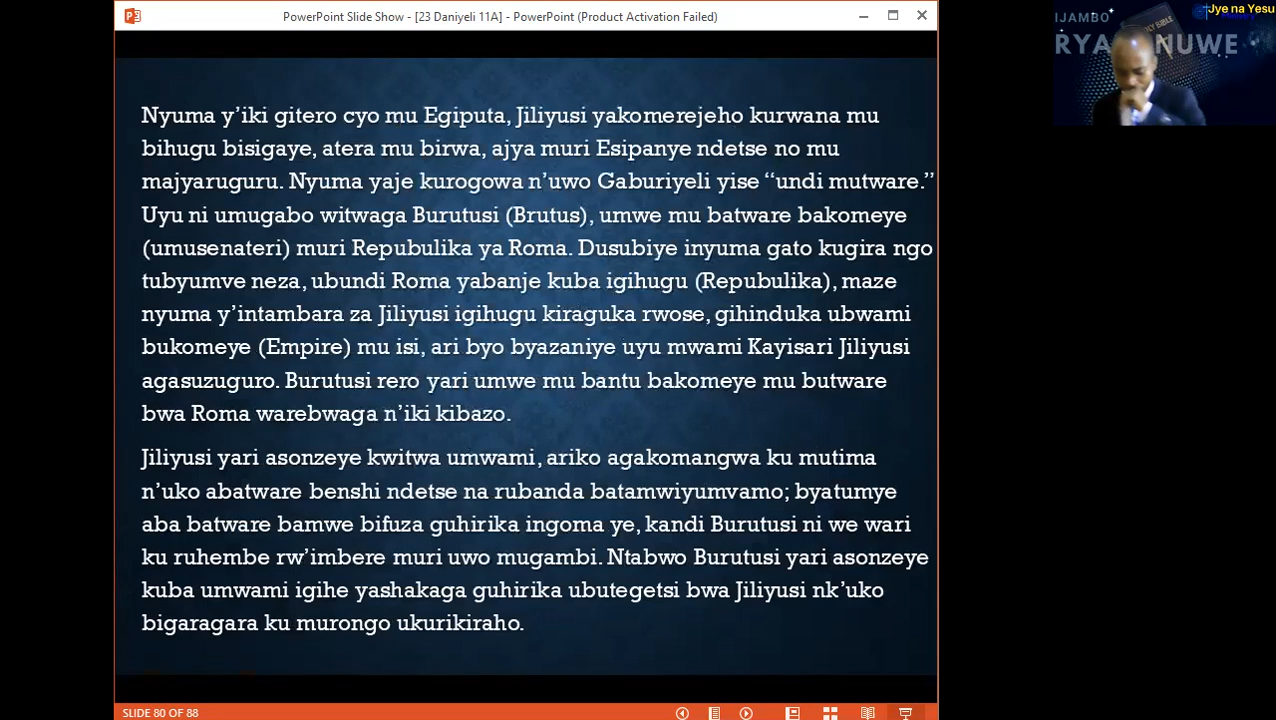 PowerPoint Slide Show - [23 Daniyeli 11A] - PowerPoint (Product Activation Failed)
Nyuma y’iki gitero cyo mu Egiputa, Jiliyusi yakomerejeho kurwana mu
bihugu bisigaye, atera mu birwa, ajya muri Esipanye ndetse no mu
majyaruguru. Nyuma yaje kurogowa n’uwo Gaburiyeli yise “undi mutware.”
Uyu ni umugabo witwaga Burutusi (Brutus), umwe mu batware bakomeye
(umusenateri) muri Repubulika ya Roma. Dusubiye inyuma gato kugira ngo
tubyumve neza, ubundi Roma yabanje kuba igihugu (Repubulika), maze
nyuma y’intambara za Jiliyusi igihugu kiraguka rwose, gihinduka ubwami
bukomeye (Empire) mu isi, ari byo byazaniye uyu mwami Kayisari Jiliyusi
agasuzuguro. Burutusi rero yari umwe mu bantu bakomeye mu butware
bwa Roma warebwaga n’iki kibazo.
Jiliyusi yari asonzeye kwitwa umwami, ariko agakomangwa ku mutima
n’uko abatware benshi ndetse na rubanda batamwiyumvamo; byatumye
aba batware bamwe bifuza guhirika ingoma ye, kandi Burutusi ni we wari
ku ruhembe rw’imbere muri uwo mugambi. Ntabwo Burutusi yari asonzeye
kuba umwami igihe yashakaga guhirika ubutegetsi bwa Jiliyusi nk’uko
bigaragara ku murongo ukurikiraho.
SLIDE 80 OF 88
Jye na Yesu
IJAMBO
BIBLE